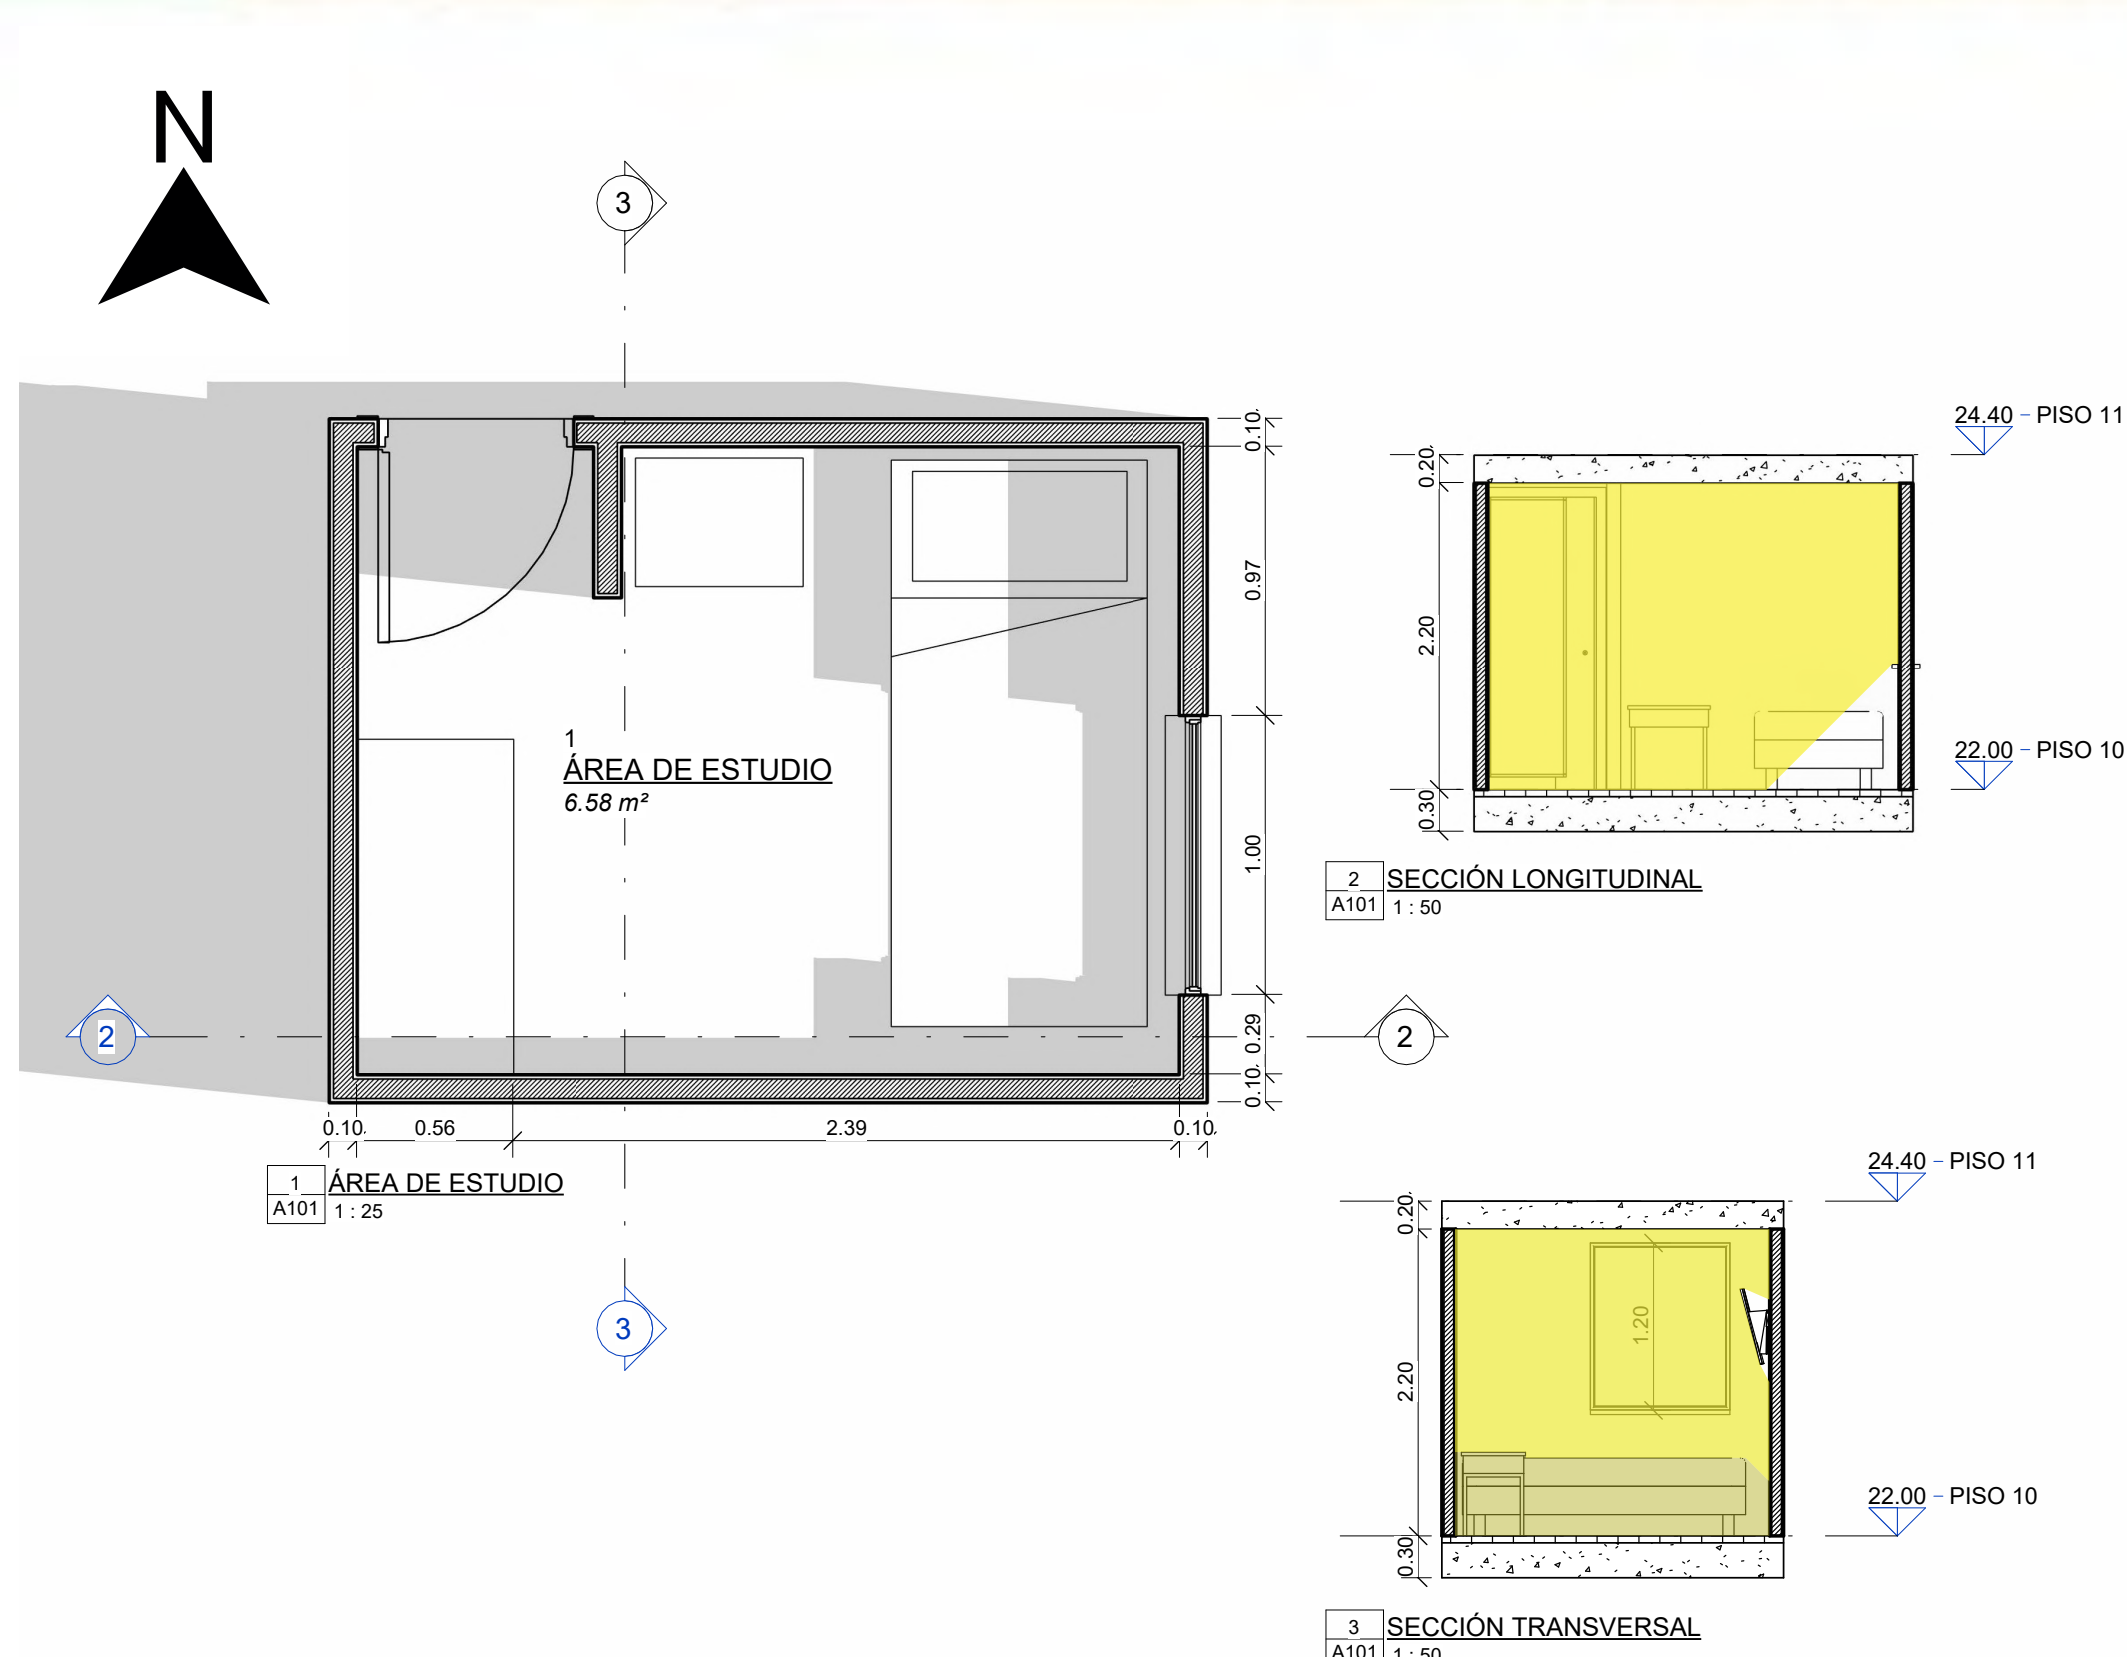 N
3
0.10
0.97
1.00
0.29
0.10
1
ÁREA DE ESTUDIO
6.58 m²
2
2
0.10
0.56
2.39
0.10
1
A101
ÁREA DE ESTUDIO
1 : 25
3
24.40 – PISO 11
0.20
2.20
22.00 – PISO 10
0.30
2
A101
SECCIÓN LONGITUDINAL
1 : 50
24.40 – PISO 11
0.20
1.20
2.20
22.00 – PISO 10
0.30
3
A101
SECCIÓN TRANSVERSAL
1 : 50